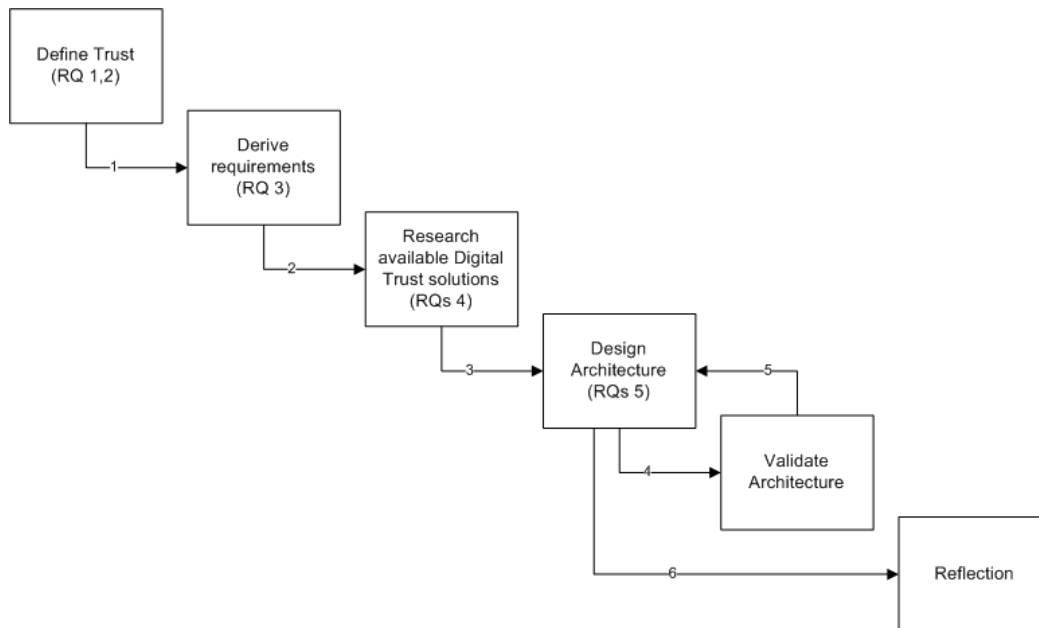 Define Trust
(RQ 1,2)
1
Derive
requirements
(RQ 3)
2
Research
available Digital
Trust solutions
(RQs 4)
3
Design
Architecture
(RQs 5)
5
4
Validate
Architecture
6
Reflection